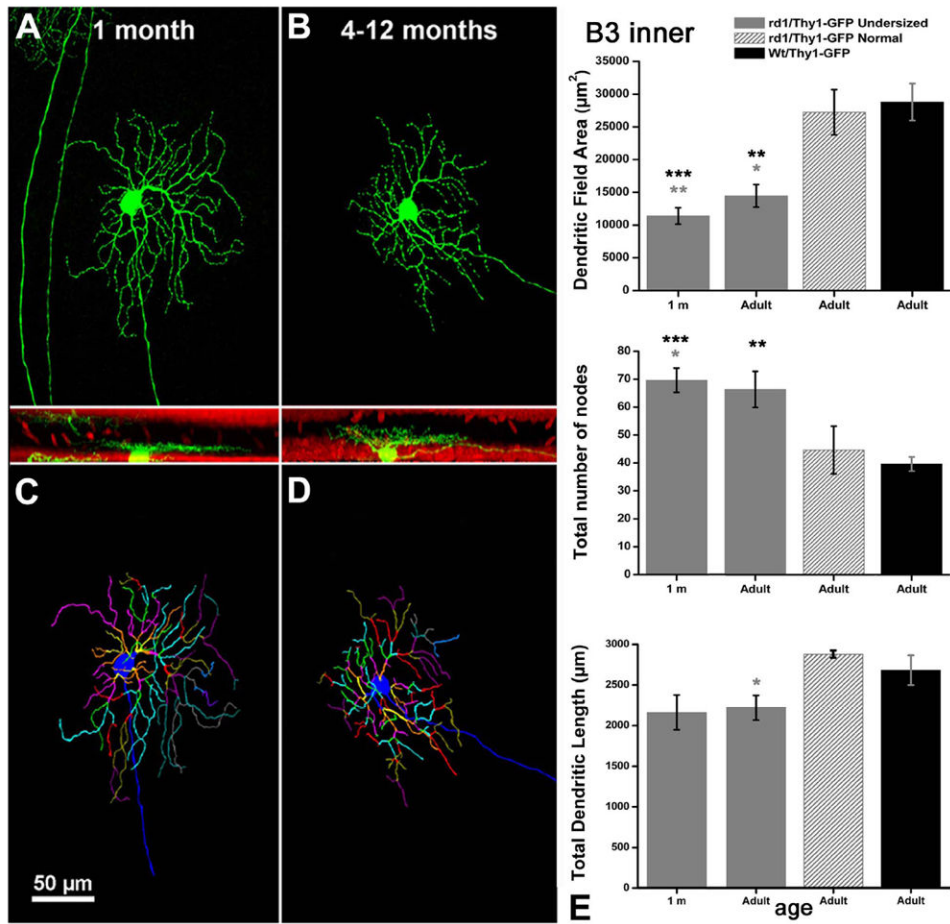 A 1 month
B 4-12 months
C
D
50 µm
B3 inner
rd1/Thy1-GFP Undersized
rd1/Thy1-GFP Normal
Wt/Thy1-GFP
Dendritic Field Area (µm²)
35000
30000
25000
20000
15000
10000
5000
0
***
**
**
*
1 m Adult Adult Adult
Total number of nodes
80
70
60
50
40
30
20
10
0
***
*
**
1 m Adult Adult Adult
Total Dendritic Length (µm)
3000
2500
2000
1500
1000
500
0
*
1 m Adult Adult Adult
E age